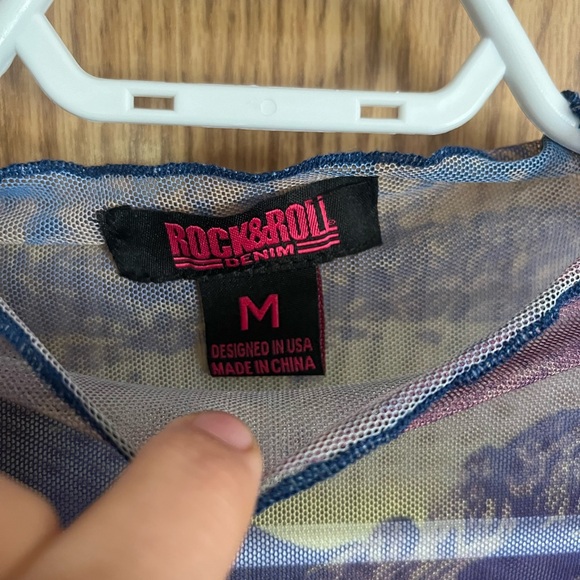 ROCK&ROLL
DENIM
M
DESIGNED IN USA
MADE IN CHINA